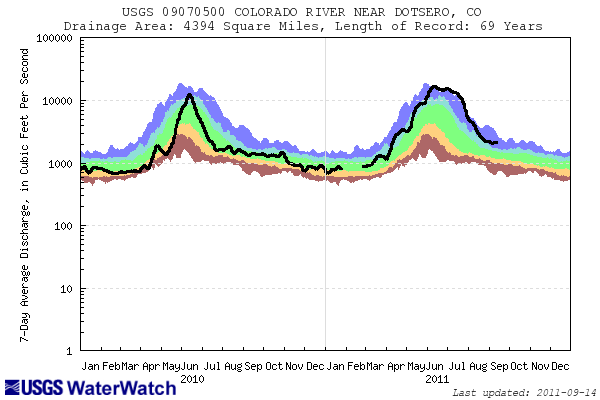 USGS 09070500 COLORADO RIVER NEAR DOTSERO, CO
Drainage Area: 4394 Square Miles, Length of Record: 69 Years
7-Day Average Discharge, in Cubic Feet Per Second
100000
10000
1000
100
10
1
Jan Feb Mar Apr May Jun Jul Aug Sep Oct Nov Dec Jan Feb Mar Apr May Jun Jul Aug Sep Oct Nov Dec
2010 2011
USGS WaterWatch
Last updated: 2011-09-14